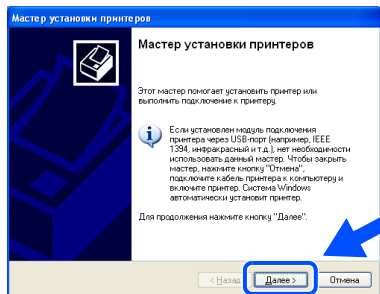 Мастер установки принтеров
Мастер установки принтеров
Этот мастер помогает установить принтер или
выполнить подключение к принтеру.
Если установлен модуль подключения
принтера через USB-порт (например, IEEE
1394, инфракрасный и т.д.), нет необходимости
использовать данный мастер. Чтобы закрыть
мастер, нажмите кнопку "Отмена",
подключите кабель принтера к компьютеру и
включите принтер. Система Windows
автоматически установит принтер.
Для продолжения нажмите кнопку "Далее".
< Назад Далее > Отмена